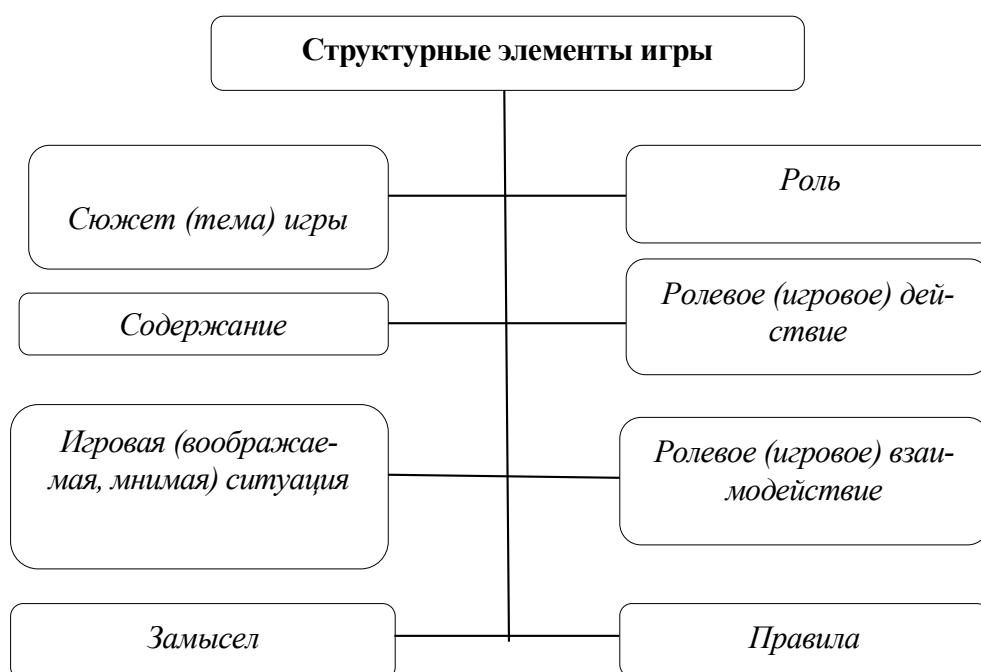 Структурные элементы игры
Сюжет (тема) игры
Роль
Содержание
Ролевое (игровое) дей-
ствие
Игровая (воображае-
мая, мнимая) ситуация
Ролевое (игровое) взаи-
модействие
Замысел
Правила